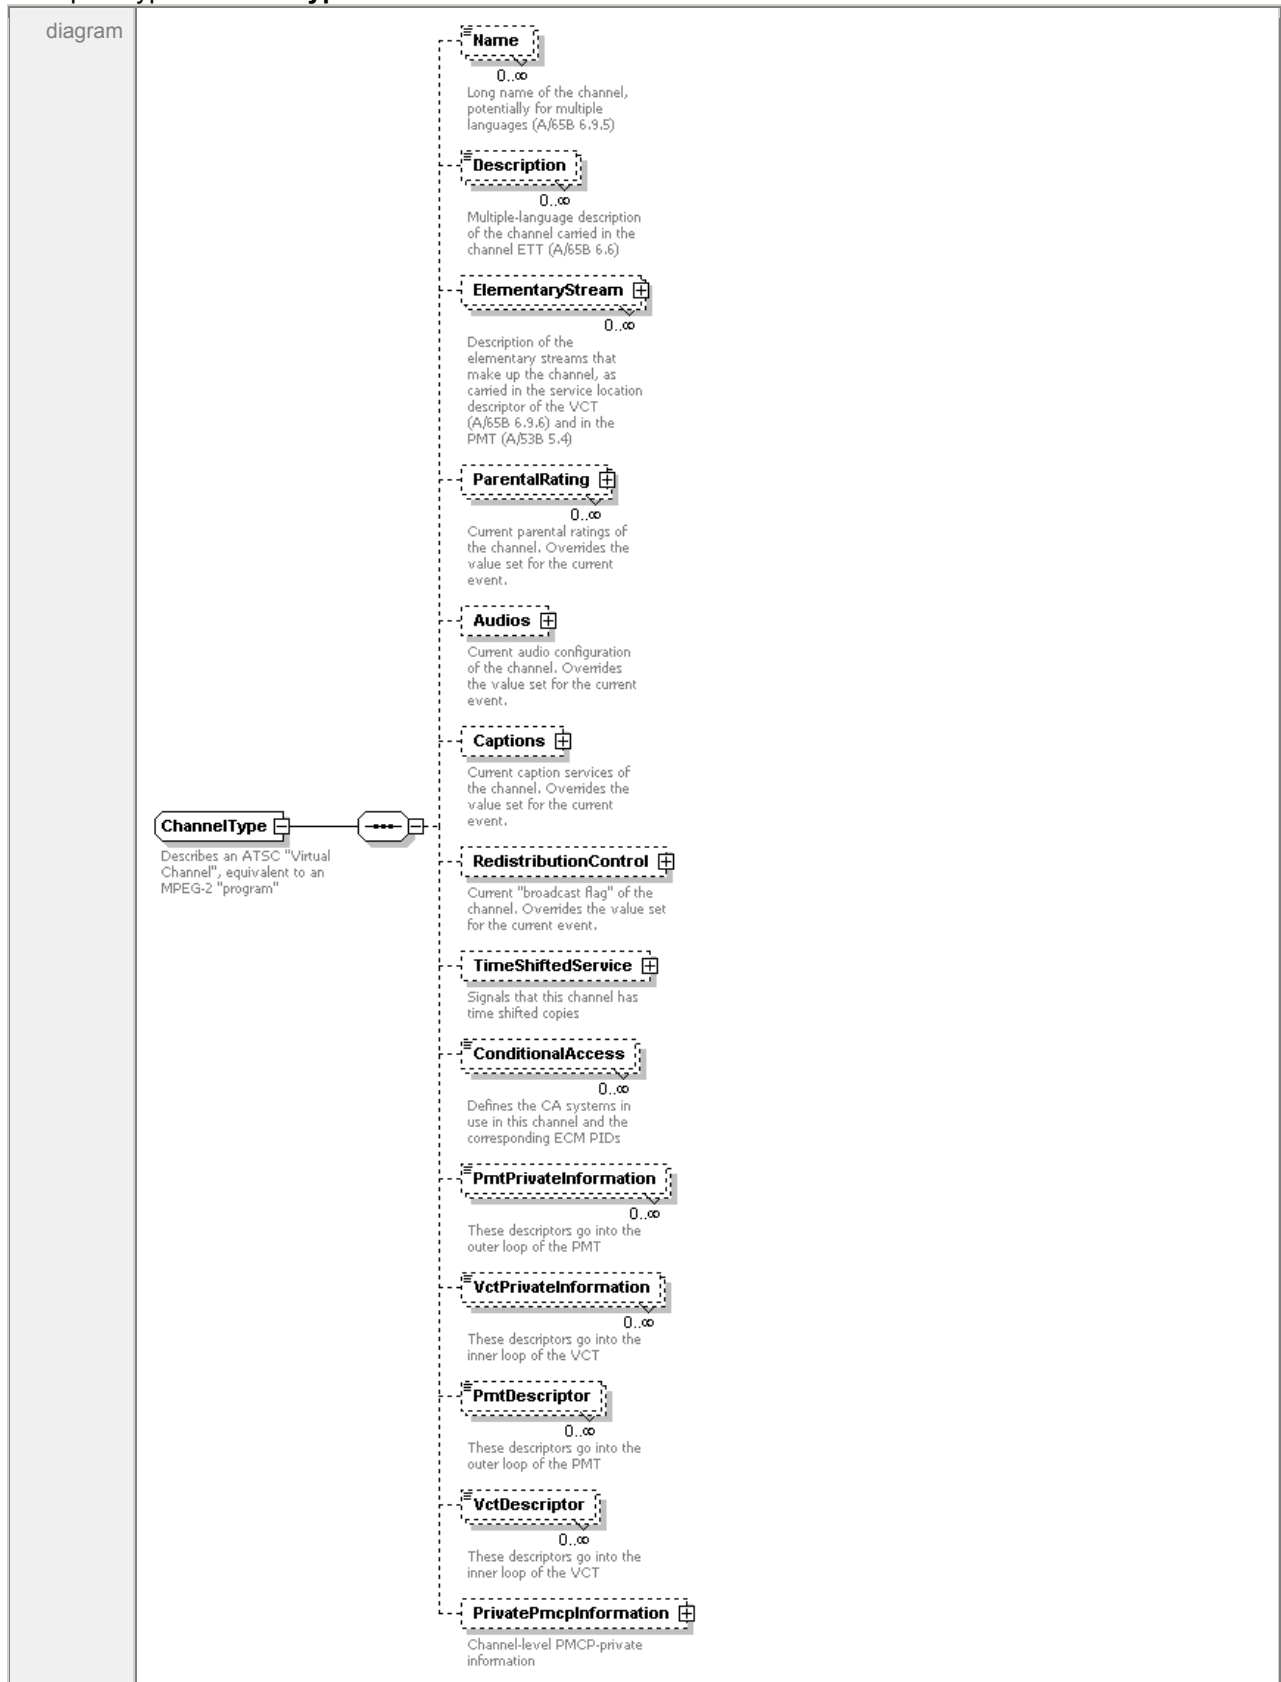 diagram
Name
0..∞
Long name of the channel,
potentially for multiple
languages (A/65B 6.9.5)
Description
0..∞
Multiple-language description
of the channel carried in the
channel ETT (A/65B 6.6)
ElementaryStream
0..∞
Description of the
elementary streams that
make up the channel, as
carried in the service location
descriptor of the VCT
(A/65B 6.9.6) and in the
PMT (A/53B 5.4)
ParentalRating
0..∞
Current parental ratings of
the channel. Overrides the
value set for the current
event.
Audios
Current audio configuration
of the channel. Overrides
the value set for the current
event.
Captions
Current caption services of
the channel. Overrides the
value set for the current
event.
ChannelType
Describes an ATSC "Virtual
Channel", equivalent to an
MPEG-2 "program"
RedistributionControl
Current "broadcast flag" of the
channel. Overrides the value set
for the current event.
TimeShiftedService
Signals that this channel has
time shifted copies
ConditionalAccess
0..∞
Defines the CA systems in
use in this channel and the
corresponding ECM PIDs
PmtPrivateInformation
0..∞
These descriptors go into the
outer loop of the PMT
VctPrivateInformation
0..∞
These descriptors go into the
inner loop of the VCT
PmtDescriptor
0..∞
These descriptors go into the
outer loop of the PMT
VctDescriptor
0..∞
These descriptors go into the
inner loop of the VCT
PrivatePmcpInformation
Channel-level PMCP-private
information